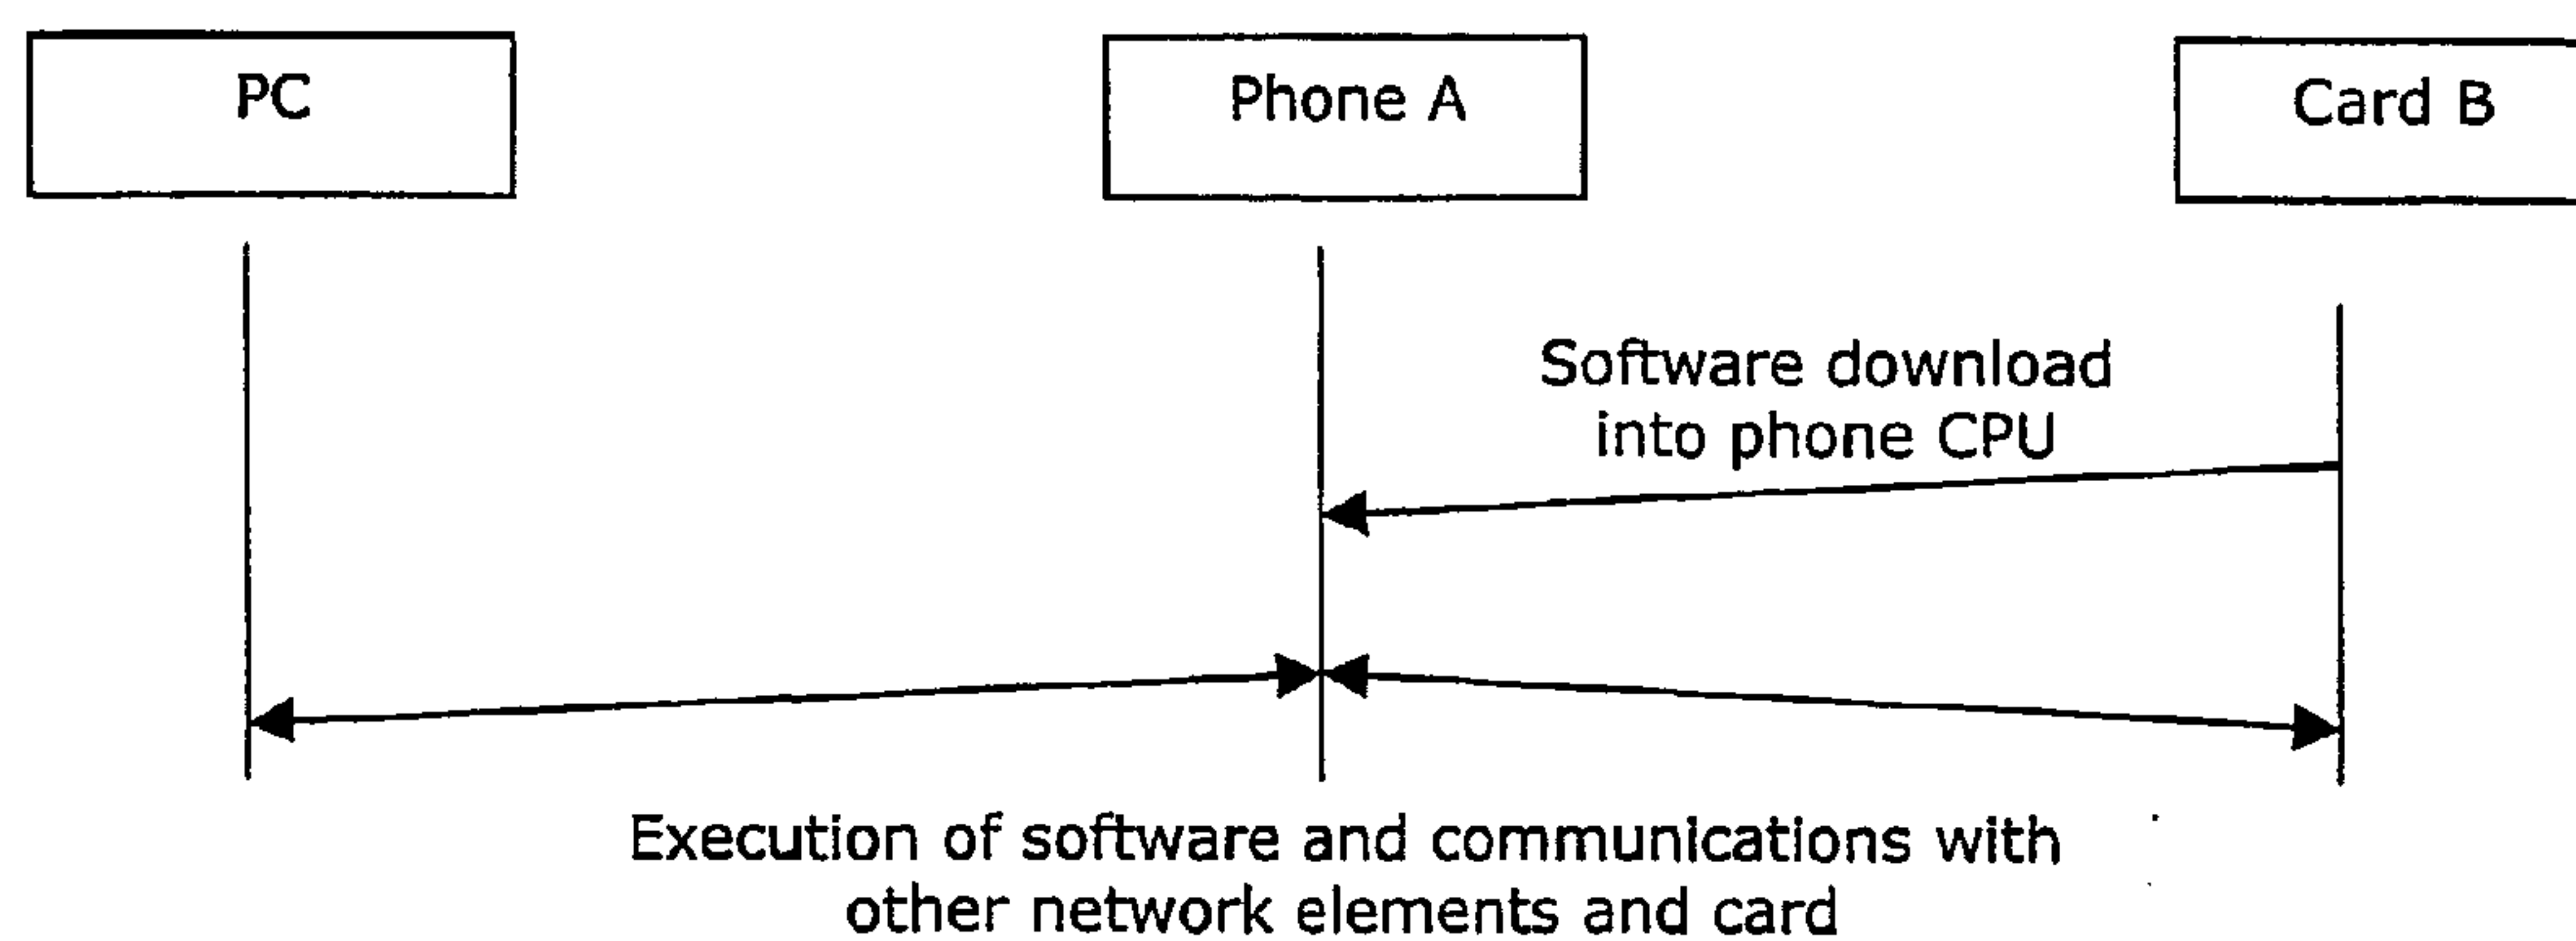 PC
Phone A
Card B
Software download
into phone CPU
Execution of software and communications with
other network elements and card